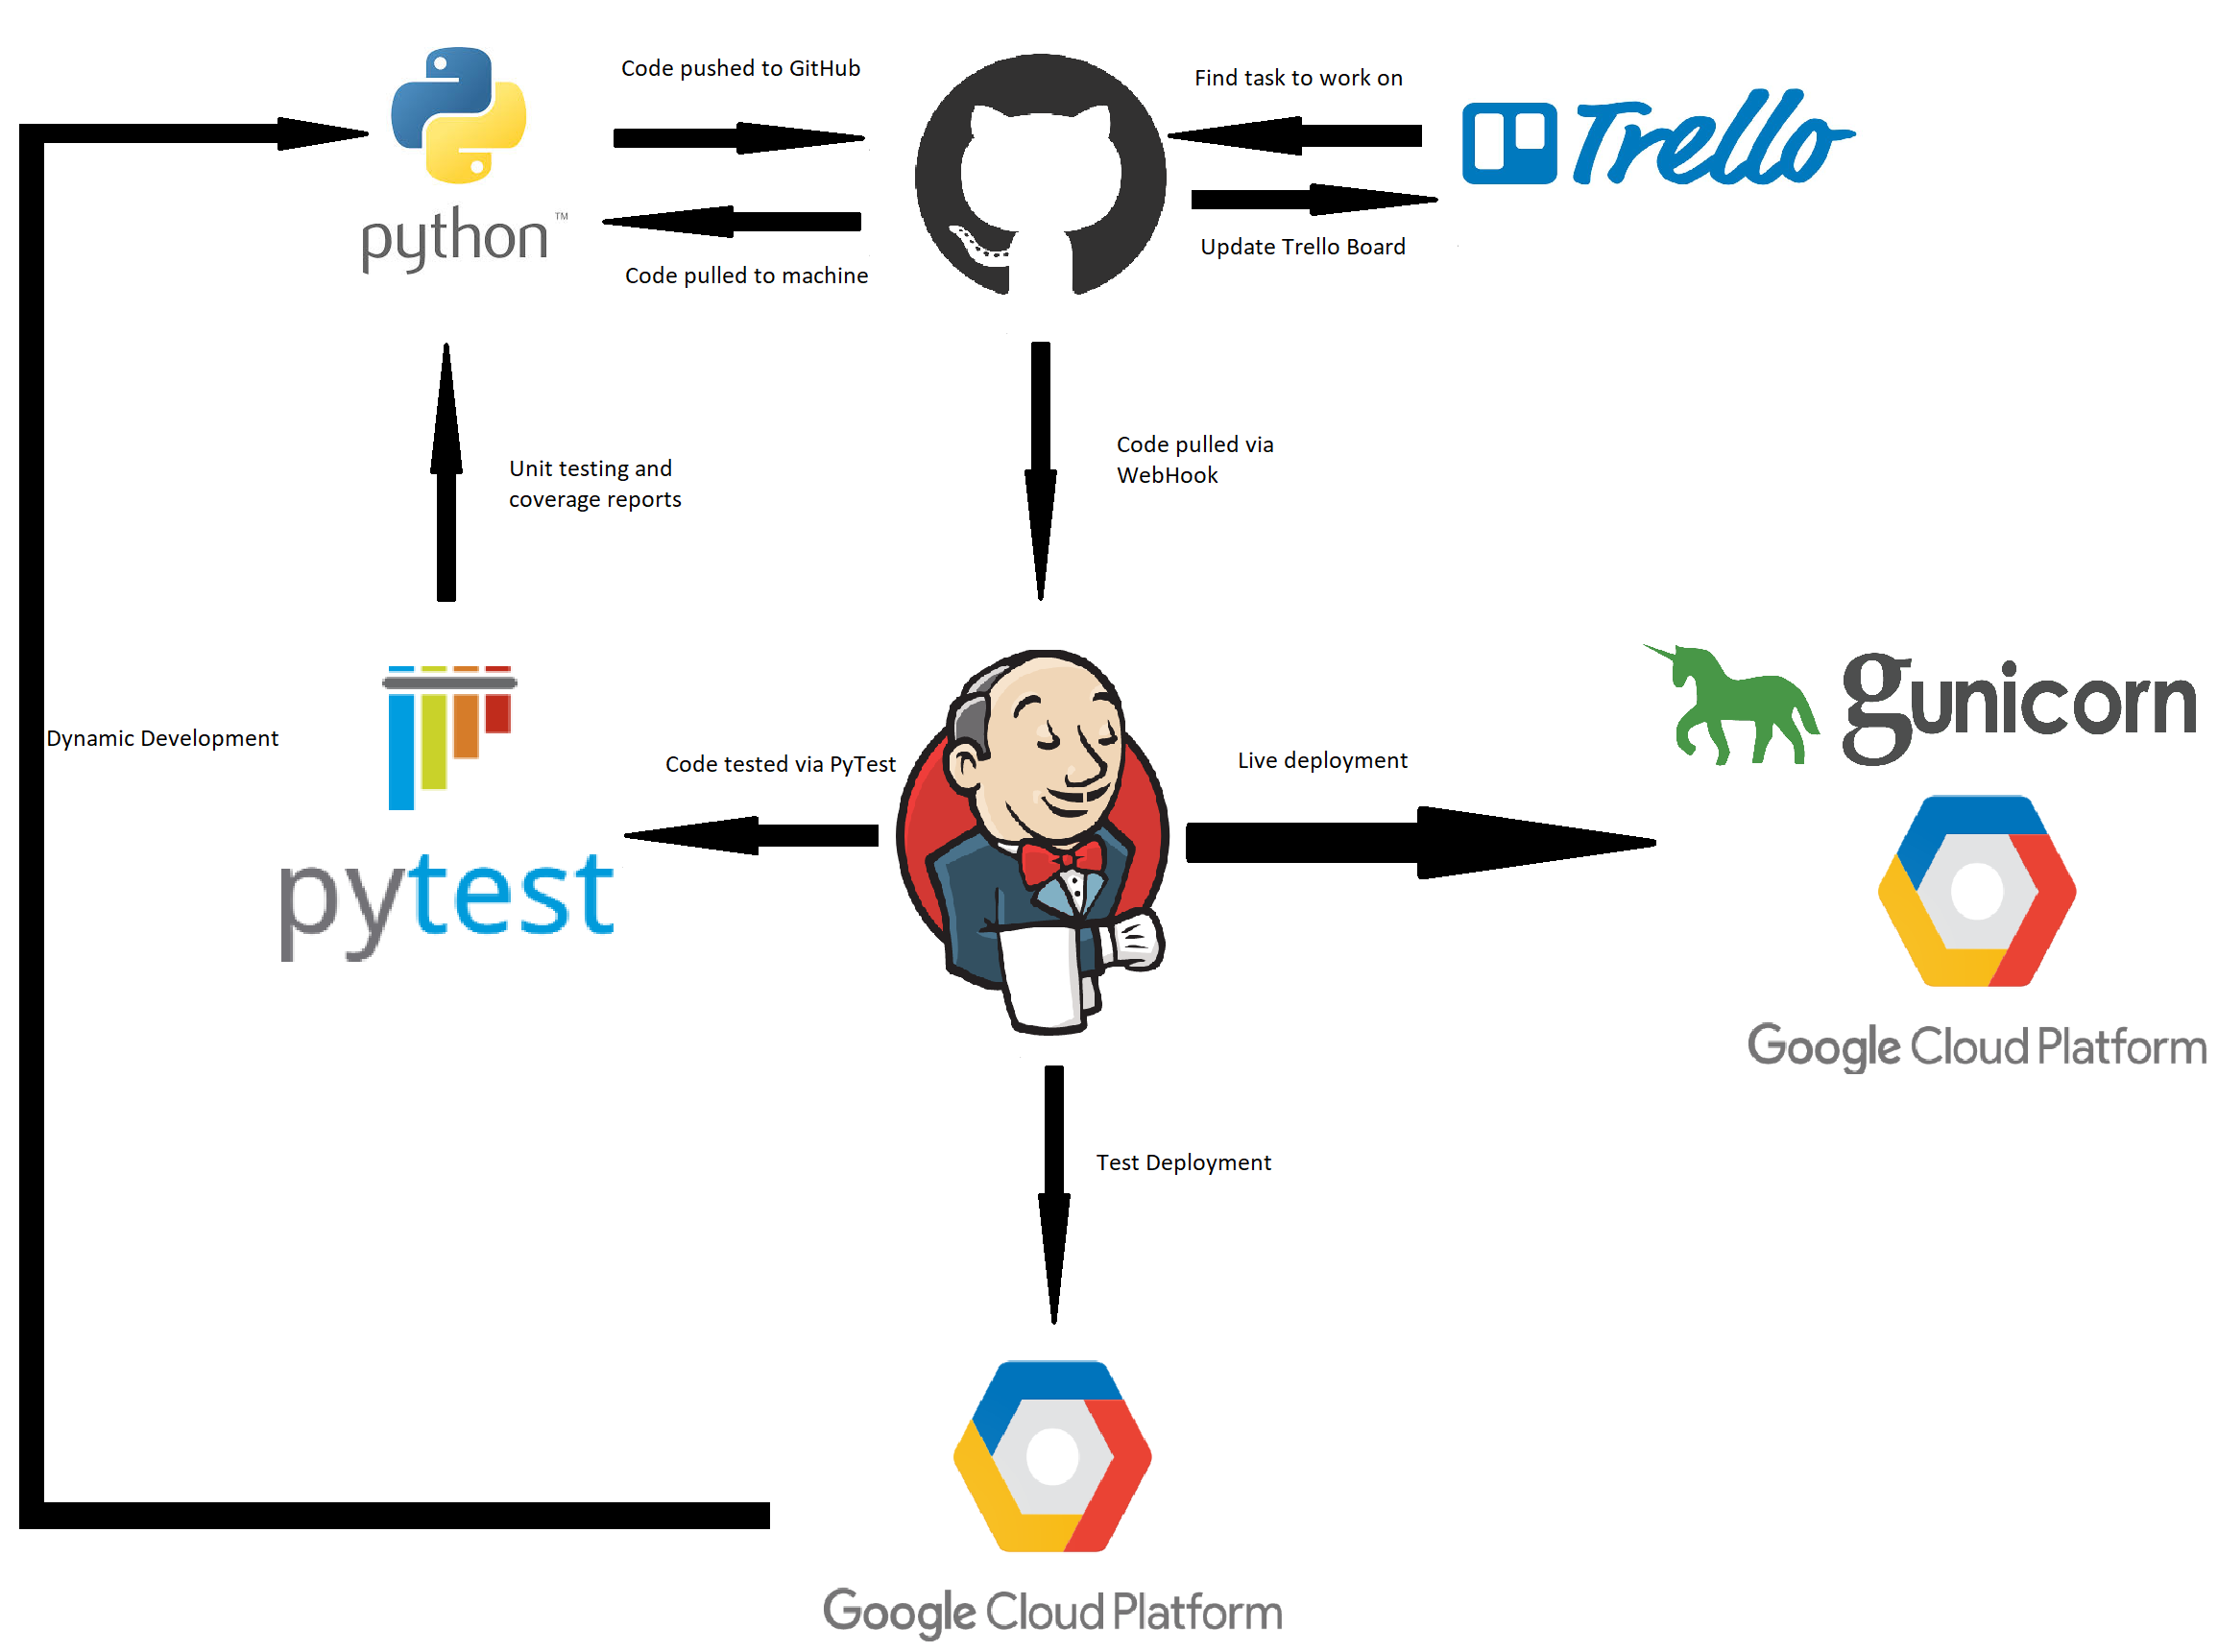 Code pushed to GitHub
Find task to work on
Trello
python™
Update Trello Board
Code pulled to machine
Code pulled via
WebHook
Unit testing and
coverage reports
gunicorn
Dynamic Development
Code tested via PyTest
Live deployment
pytest
Google Cloud Platform
Test Deployment
Google Cloud Platform